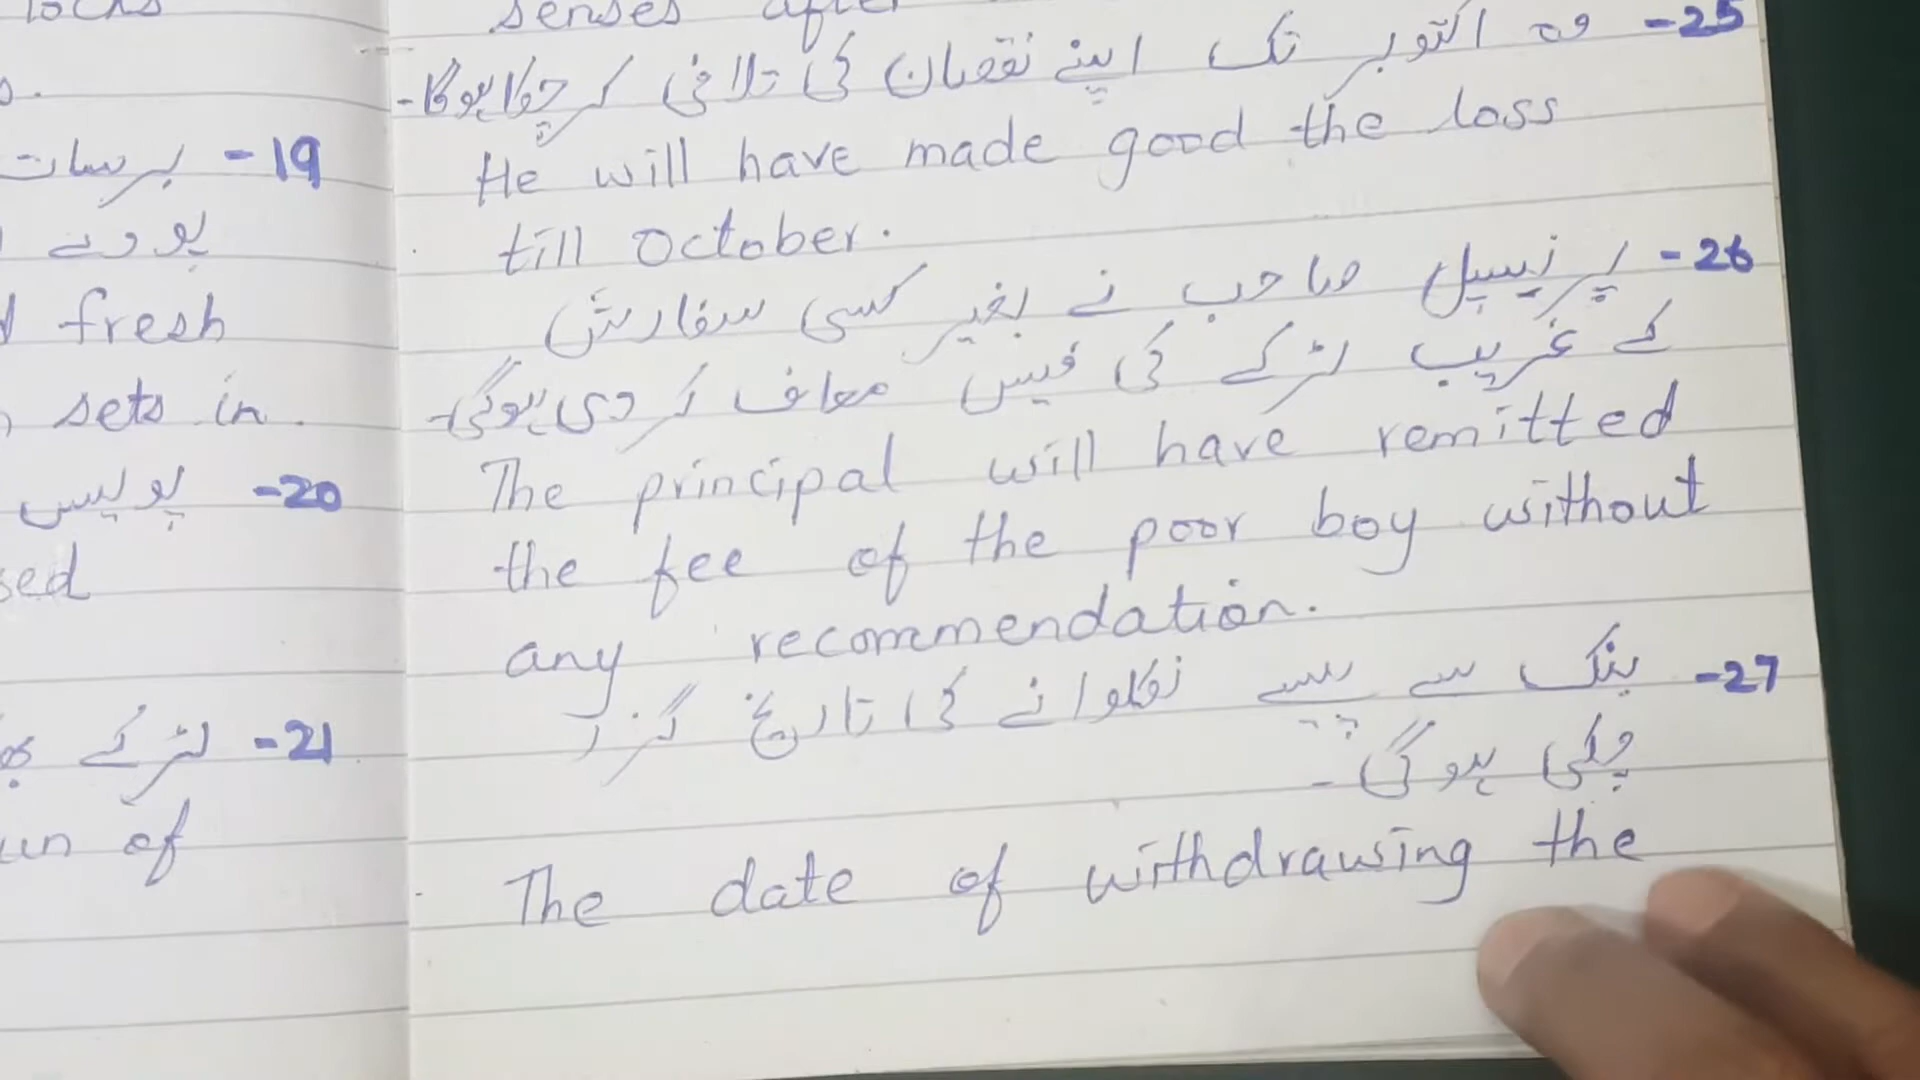 locks
s.
19- برسات
پودے
fresh
sets in.
20- پولیس
sed
21- لڑکے
un of
senses after
25- وہ اکتوبر تک اپنے نقصان کی تلافی کر چکا ہوگا۔
He will have made good the loss
till October.
26- پرنسپل صاحب نے بغیر کسی سفارش
کے غریب لڑکے کی فیس معاف کر دی ہوگی۔
The principal will have remitted
the fee of the poor boy without
any recommendation.
27- بنک سے پیسے نکلوانے کی تاریخ گزر
چکی ہوگی۔
The date of withdrawing the